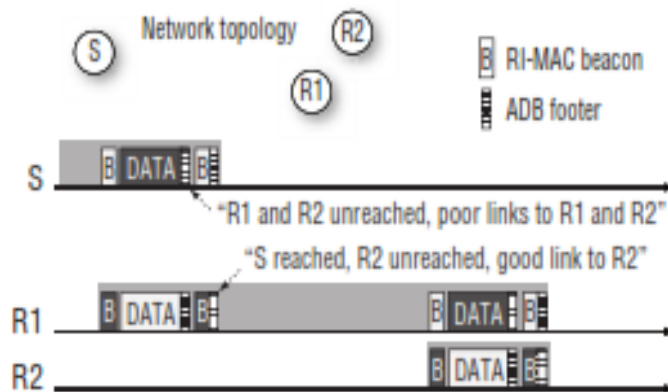 Network topology
S
R2
R1
B RI-MAC beacon
ADB footer
S B DATA B
"R1 and R2 unreached, poor links to R1 and R2"
"S reached, R2 unreached, good link to R2"
R1 B DATA B B DATA B
R2 B DATA B